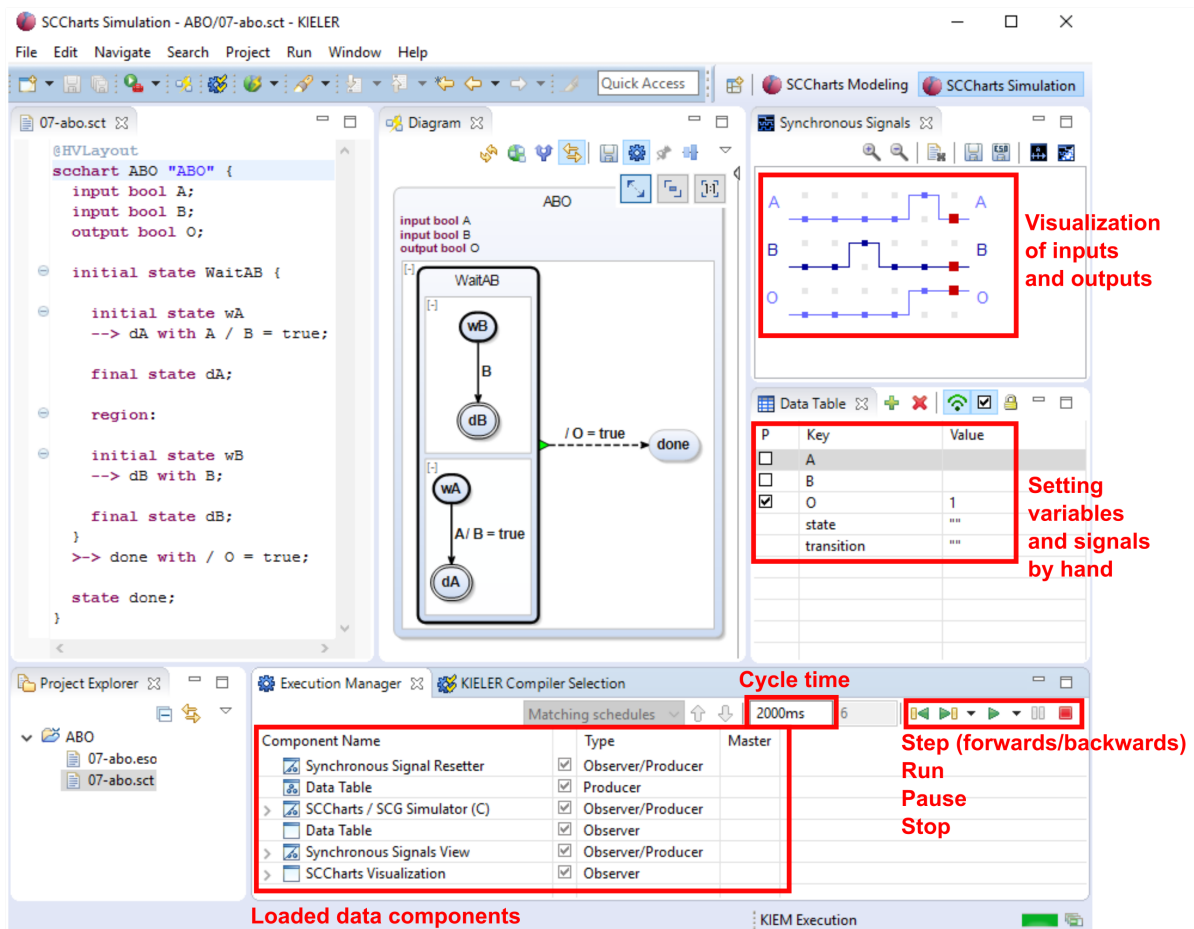 SCCharts Simulation - ABO/07-abo.sct - KIELER
File Edit Navigate Search Project Run Window Help
Quick Access
SCCharts Modeling
SCCharts Simulation
07-abo.sct
@HVLayout
scchart ABO "ABO" {
input bool A;
input bool B;
output bool O;
initial state WaitAB {
initial state wA
--> dA with A / B = true;
final state dA;
region:
initial state wB
--> dB with B;
final state dB;
}
>-> done with / O = true;
state done;
}
Diagram
ABO
input bool A
input bool B
output bool O
[-]
WaitAB
[-]
wB
B
dB
[-]
wA
A/ B = true
dA
/ O = true
done
Synchronous Signals
A A
B B
O O
Visualization
of inputs
and outputs
Data Table
P Key Value
A
B
O 1
state ""
transition ""
Setting
variables
and signals
by hand
Project Explorer
ABO
07-abo.eso
07-abo.sct
Execution Manager
KIELER Compiler Selection
Cycle time
Matching schedules
2000ms
6
Component Name Type Master
Synchronous Signal Resetter Observer/Producer
Data Table Producer
SCCharts / SCG Simulator (C) Observer/Producer
Data Table Observer
Synchronous Signals View Observer/Producer
SCCharts Visualization Observer
Step (forwards/backwards)
Run
Pause
Stop
Loaded data components
KIEM Execution